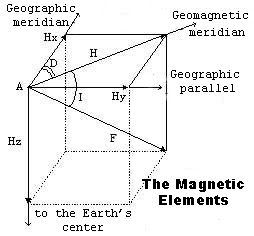 Geographic
meridian
Geomagnetic
meridian
Hx
H
D
A
I
Hy
Geographic
parallel
Hz
F
The Magnetic
Elements
to the Earth's
center